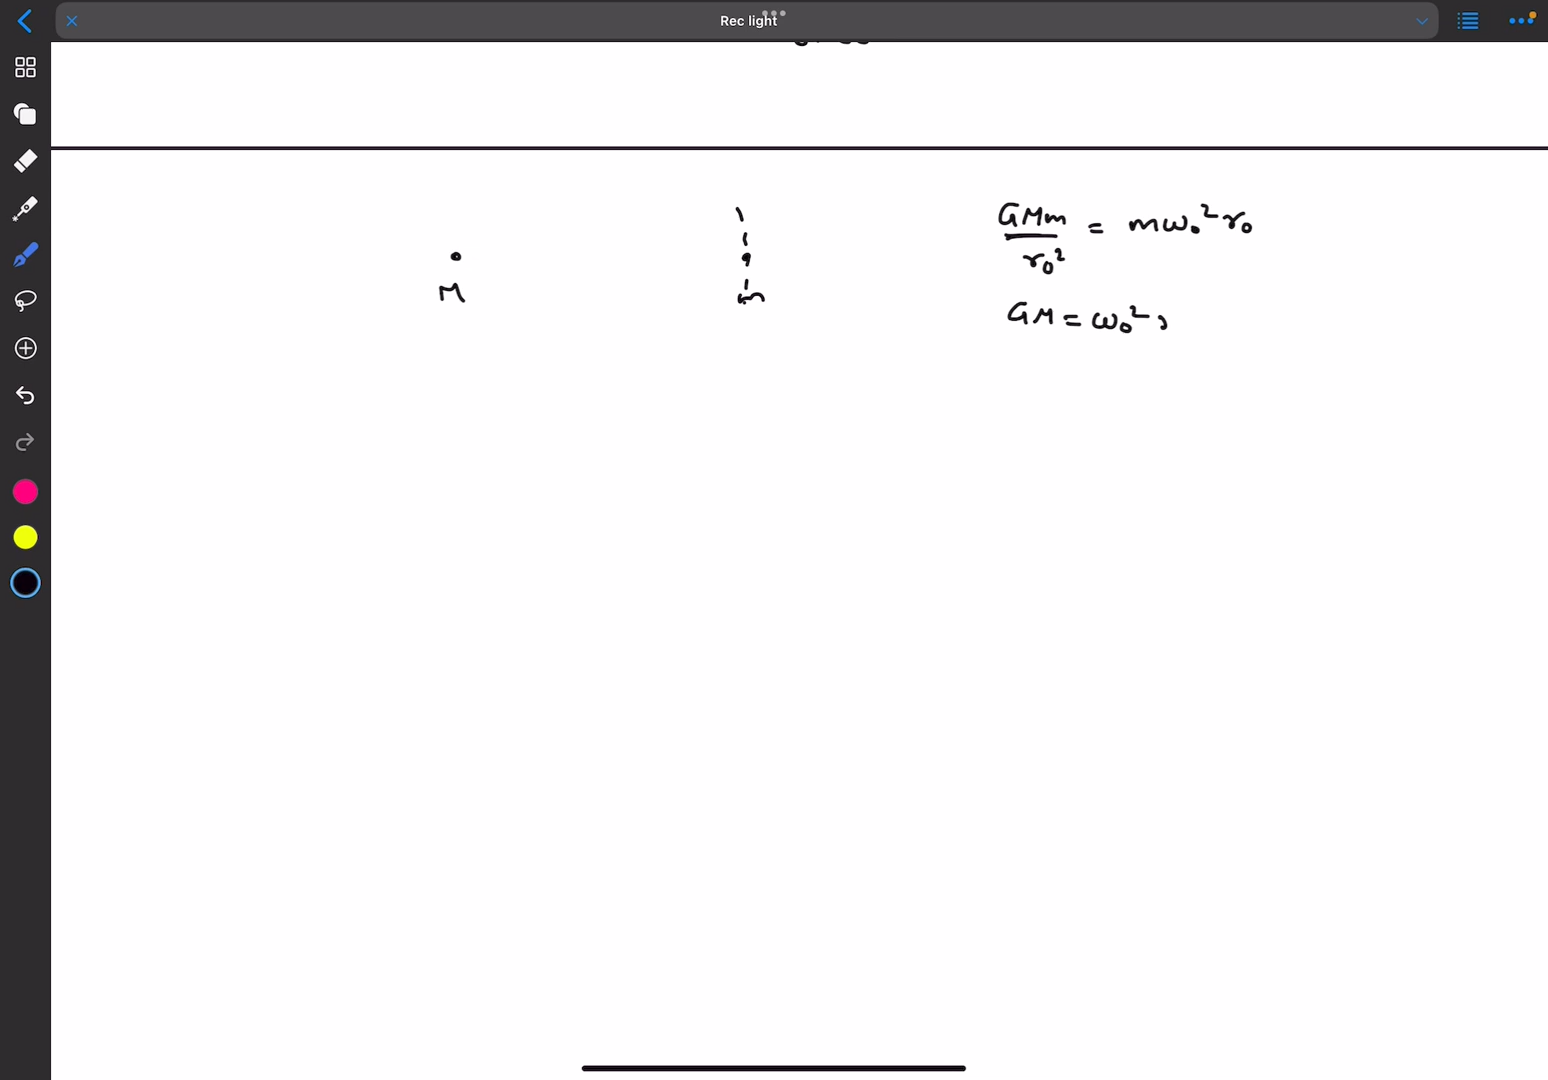 Rec light
GMm / r₀² = mω₀²r₀
M
m
GM = ω₀²